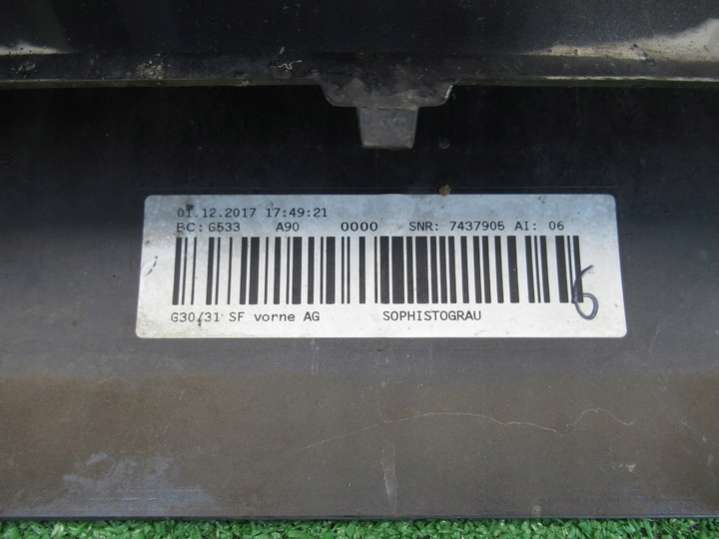 01.12.2017 17:49:21
BC: G533 A90 0000 SNR: 7437905 AI: 06
G30/31 SF vorne AG SOPHISTOGRAU
6